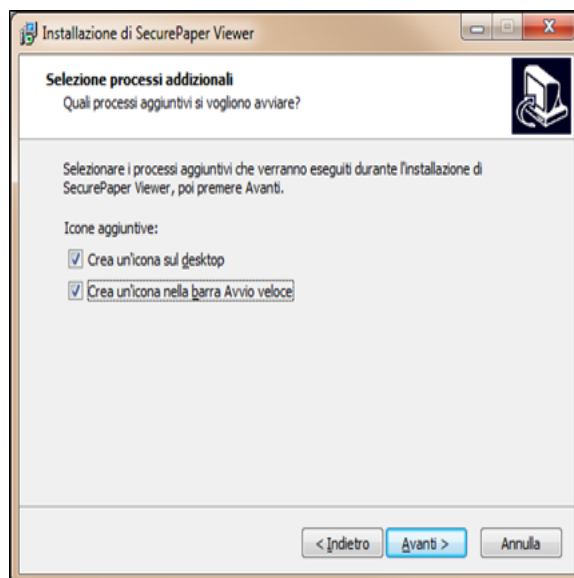 Installazione di SecurePaper Viewer
Selezione processi addizionali
Quali processi aggiuntivi si vogliono avviare?
Selezionare i processi aggiuntivi che verranno eseguiti durante l'installazione di
SecurePaper Viewer, poi premere Avanti.
Icone aggiuntive:
Crea un'icona sul desktop
Crea un'icona nella barra Avvio veloce
< Indietro
Avanti >
Annulla